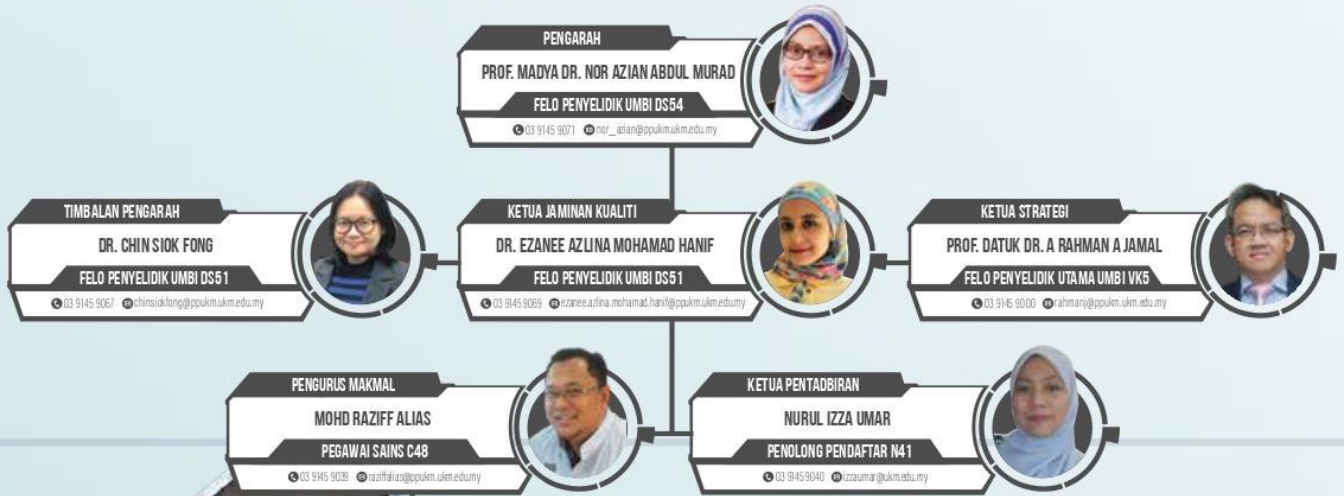 PENGARAH
PROF. MADYA DR. NOR AZIAN ABDUL MURAD
FELO PENYELIDIK UMBI DS54
03 9145 9071 nor_azian@ppukm.ukm.edu.my
TIMBALAN PENGARAH
DR. CHIN SIOK FONG
FELO PENYELIDIK UMBI DS51
03 9145 9067 chinsiokfong@ppukm.ukm.edu.my
KETUA JAMINAN KUALITI
DR. EZANEE AZLINA MOHAMAD HANIF
FELO PENYELIDIK UMBI DS51
03 9145 9069 ezanee.azlina.mohamad.hanif@ppukm.ukm.edu.my
KETUA STRATEGI
PROF. DATUK DR. A RAHMAN A JAMAL
FELO PENYELIDIK UTAMA UMBI VK5
03 9145 9000 rahmanj@ppukm.ukm.edu.my
PENGURUS MAKMAL
MOHD RAZIFF ALIAS
PEGAWAI SAINS C48
03 9145 9039 raziffalias@ppukm.ukm.edu.my
KETUA PENTADBIRAN
NURUL IZZA UMAR
PENOLONG PENDAFTAR N41
03 9145 9040 izzaumar@ukm.edu.my